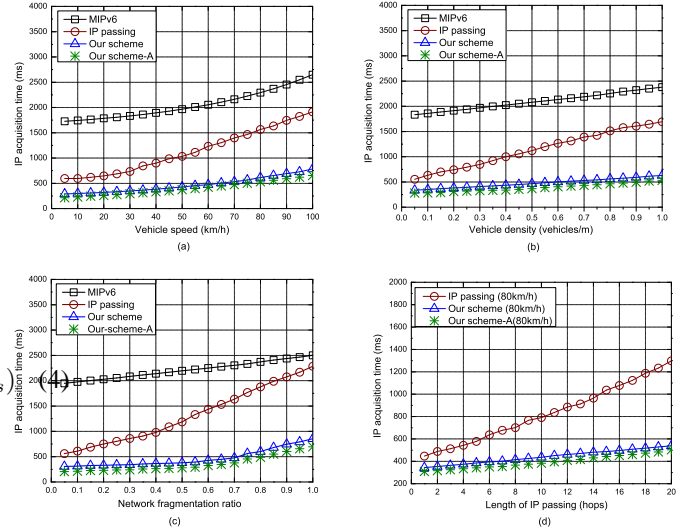 MIPv6
IP passing
Our scheme
Our scheme-A
IP acquisition time (ms)
4000
3500
3000
2500
2000
1500
1000
500
0
0 10 20 30 40 50 60 70 80 90 100
Vehicle speed (km/h)
(a)
MIPv6
IP passing
Our scheme
Our scheme-A
IP acquisition time (ms)
4000
3500
3000
2500
2000
1500
1000
500
0
0.0 0.1 0.2 0.3 0.4 0.5 0.6 0.7 0.8 0.9 1.0
Vehicle density (vehicles/m)
(b)
MIPv6
IP passing
Our scheme
Our-scheme-A
IP acquisition time (ms)
4000
3500
3000
2500
2000
1500
1000
500
0
s) (4)
0.0 0.1 0.2 0.3 0.4 0.5 0.6 0.7 0.8 0.9 1.0
Network fragmentation ratio
(c)
IP passing (80km/h)
Our scheme (80km/h)
Our scheme-A(80km/h)
IP acquisition time (ms)
2000
1800
1600
1400
1200
1000
800
600
400
200
0 2 4 6 8 10 12 14 16 18 20
Length of IP passing (hops)
(d)